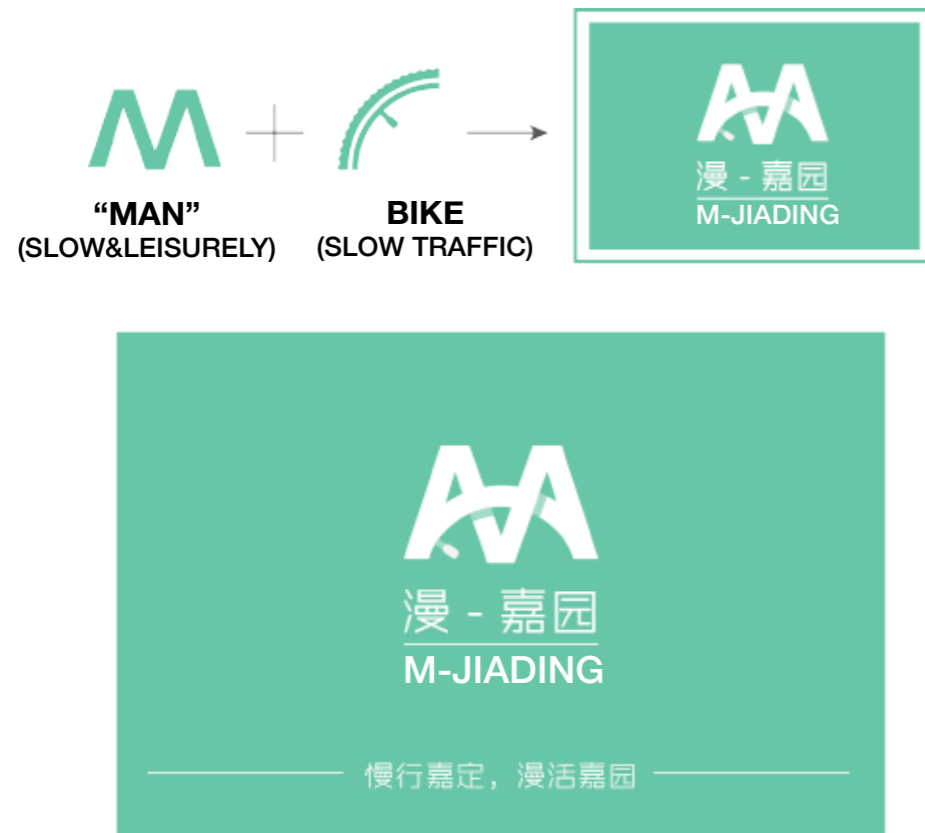 “MAN”
(SLOW&LEISURELY)
BIKE
(SLOW TRAFFIC)
漫 - 嘉园
M-JIADING
漫 - 嘉园
M-JIADING
慢行嘉定，漫活嘉园